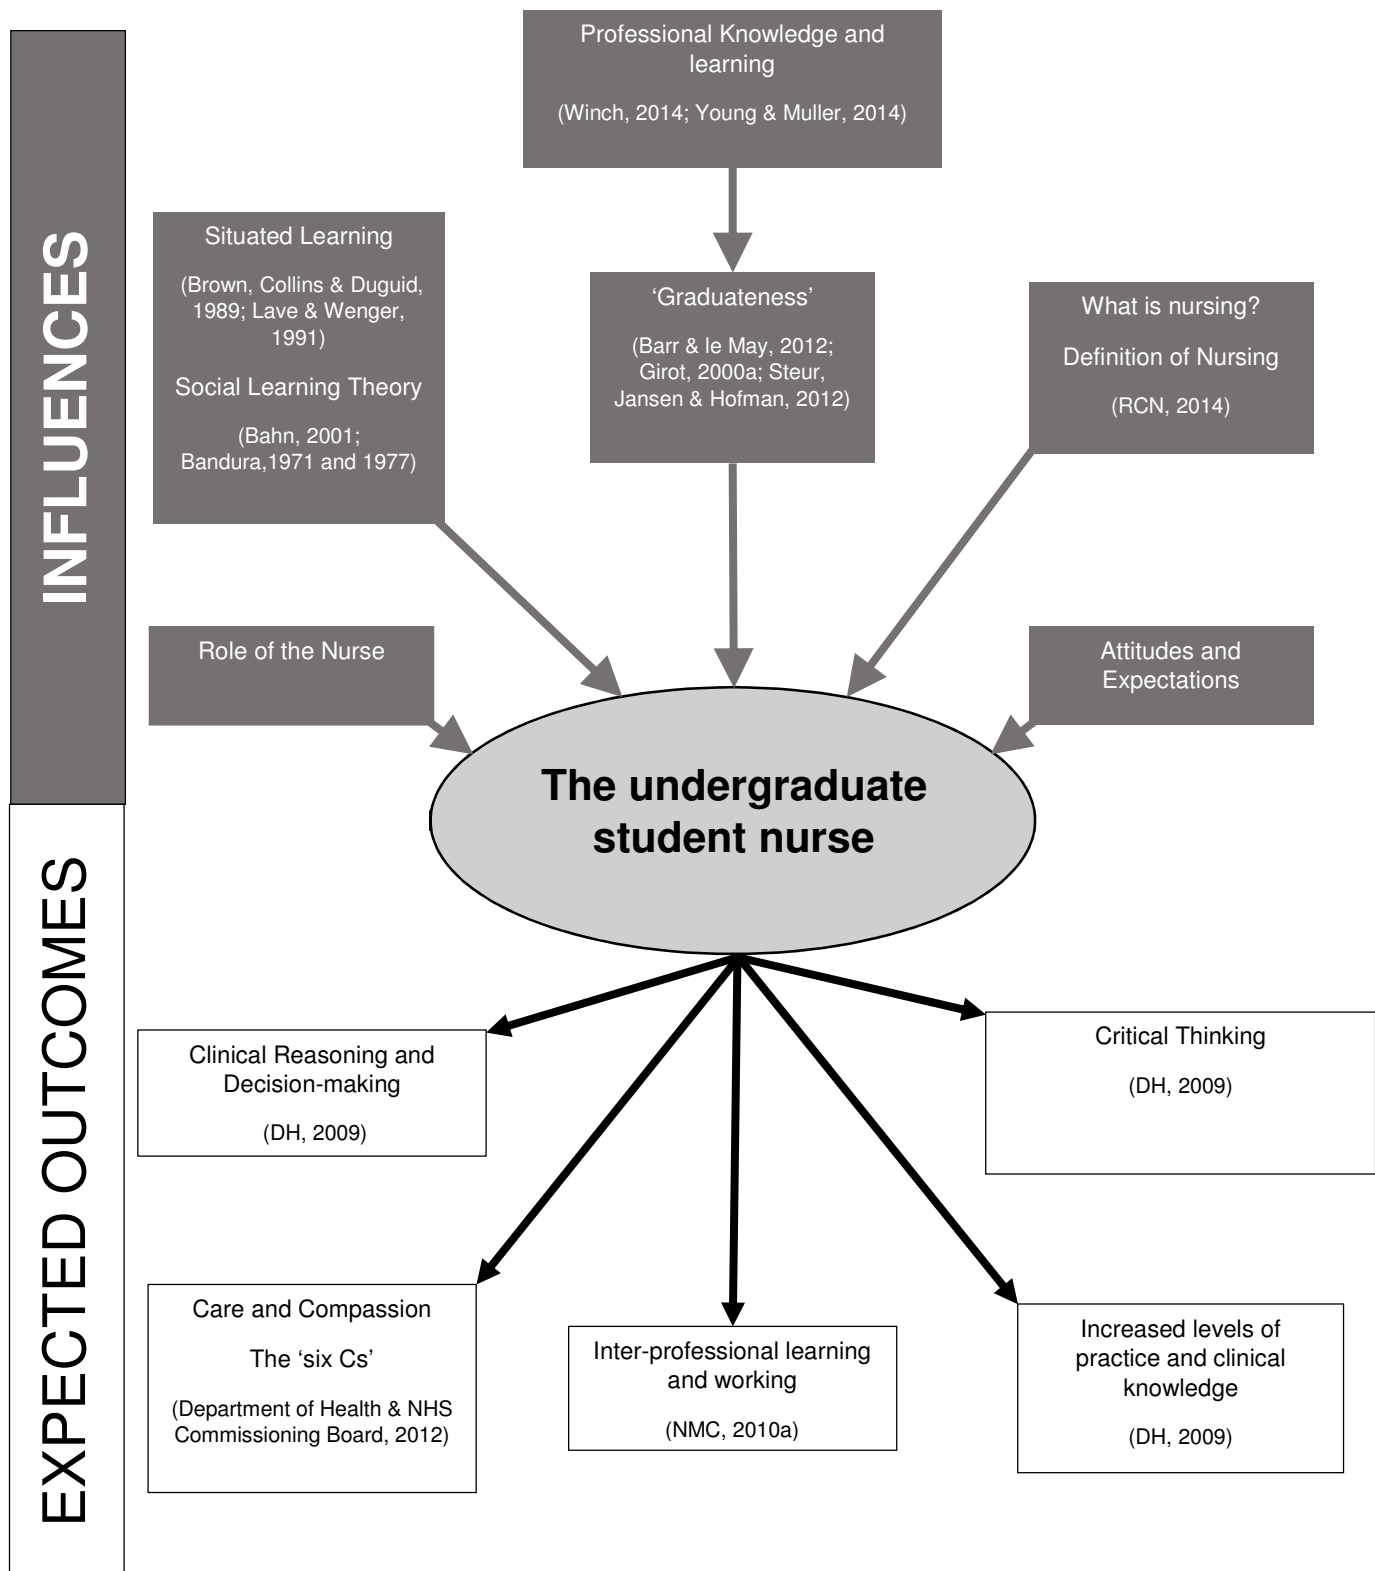 INFLUENCES
Professional Knowledge and
learning
(Winch, 2014; Young & Muller, 2014)
Situated Learning
(Brown, Collins & Duguid,
1989; Lave & Wenger,
1991)
Social Learning Theory
(Bahn, 2001;
Bandura,1971 and 1977)
‘Graduateness’
(Barr & le May, 2012;
Girot, 2000a; Steur,
Jansen & Hofman, 2012)
What is nursing?
Definition of Nursing
(RCN, 2014)
Role of the Nurse
Attitudes and
Expectations
The undergraduate
student nurse
EXPECTED OUTCOMES
Clinical Reasoning and
Decision-making
(DH, 2009)
Critical Thinking
(DH, 2009)
Care and Compassion
The ‘six Cs’
(Department of Health & NHS
Commissioning Board, 2012)
Inter-professional learning
and working
(NMC, 2010a)
Increased levels of
practice and clinical
knowledge
(DH, 2009)